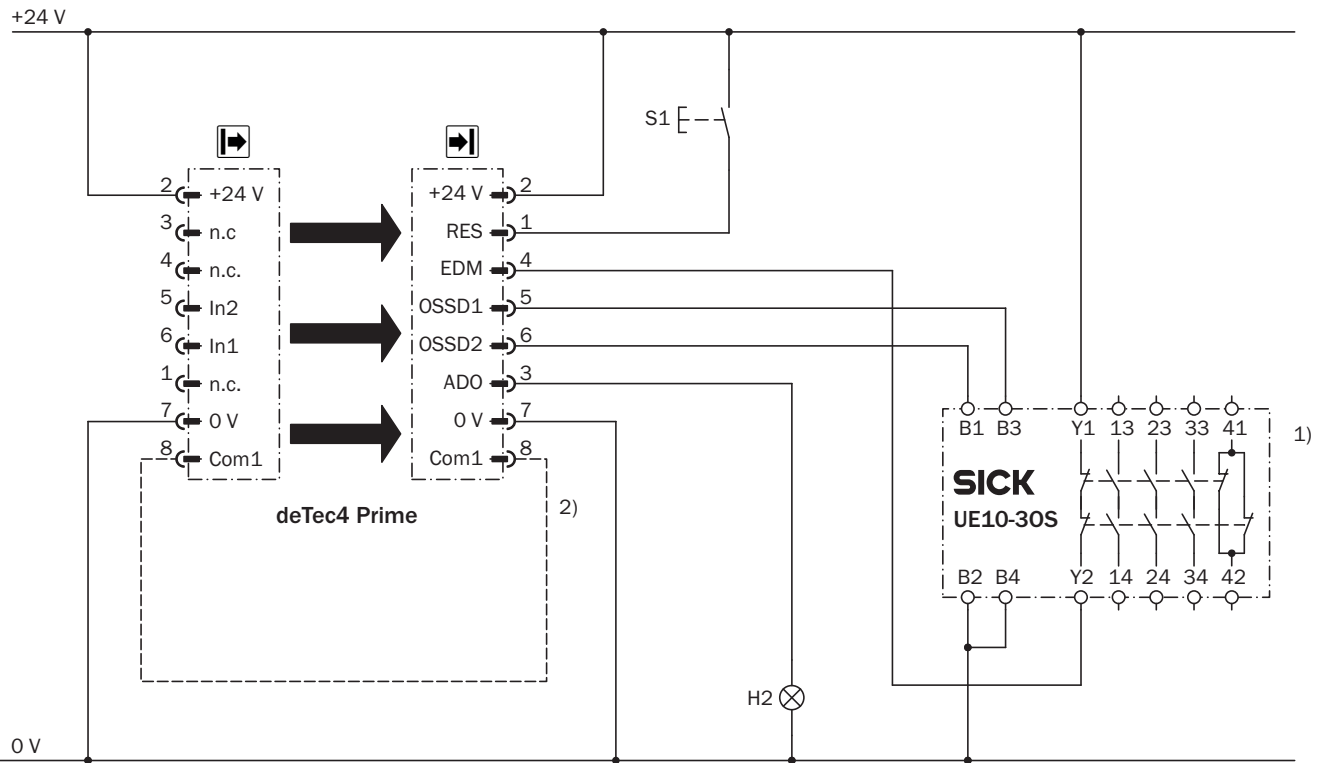 +24 V
S1
2 +24 V
3 n.c
4 n.c.
5 In2
6 In1
1 n.c.
7 0 V
8 Com1
+24 V 2
RES 1
EDM 4
OSSD1 5
OSSD2 6
ADO 3
0 V 7
Com1 8
deTec4 Prime
2)
B1 B3 Y1 13 23 33 41
1)
SICK
UE10-30S
B2 B4 Y2 14 24 34 42
H2
0 V